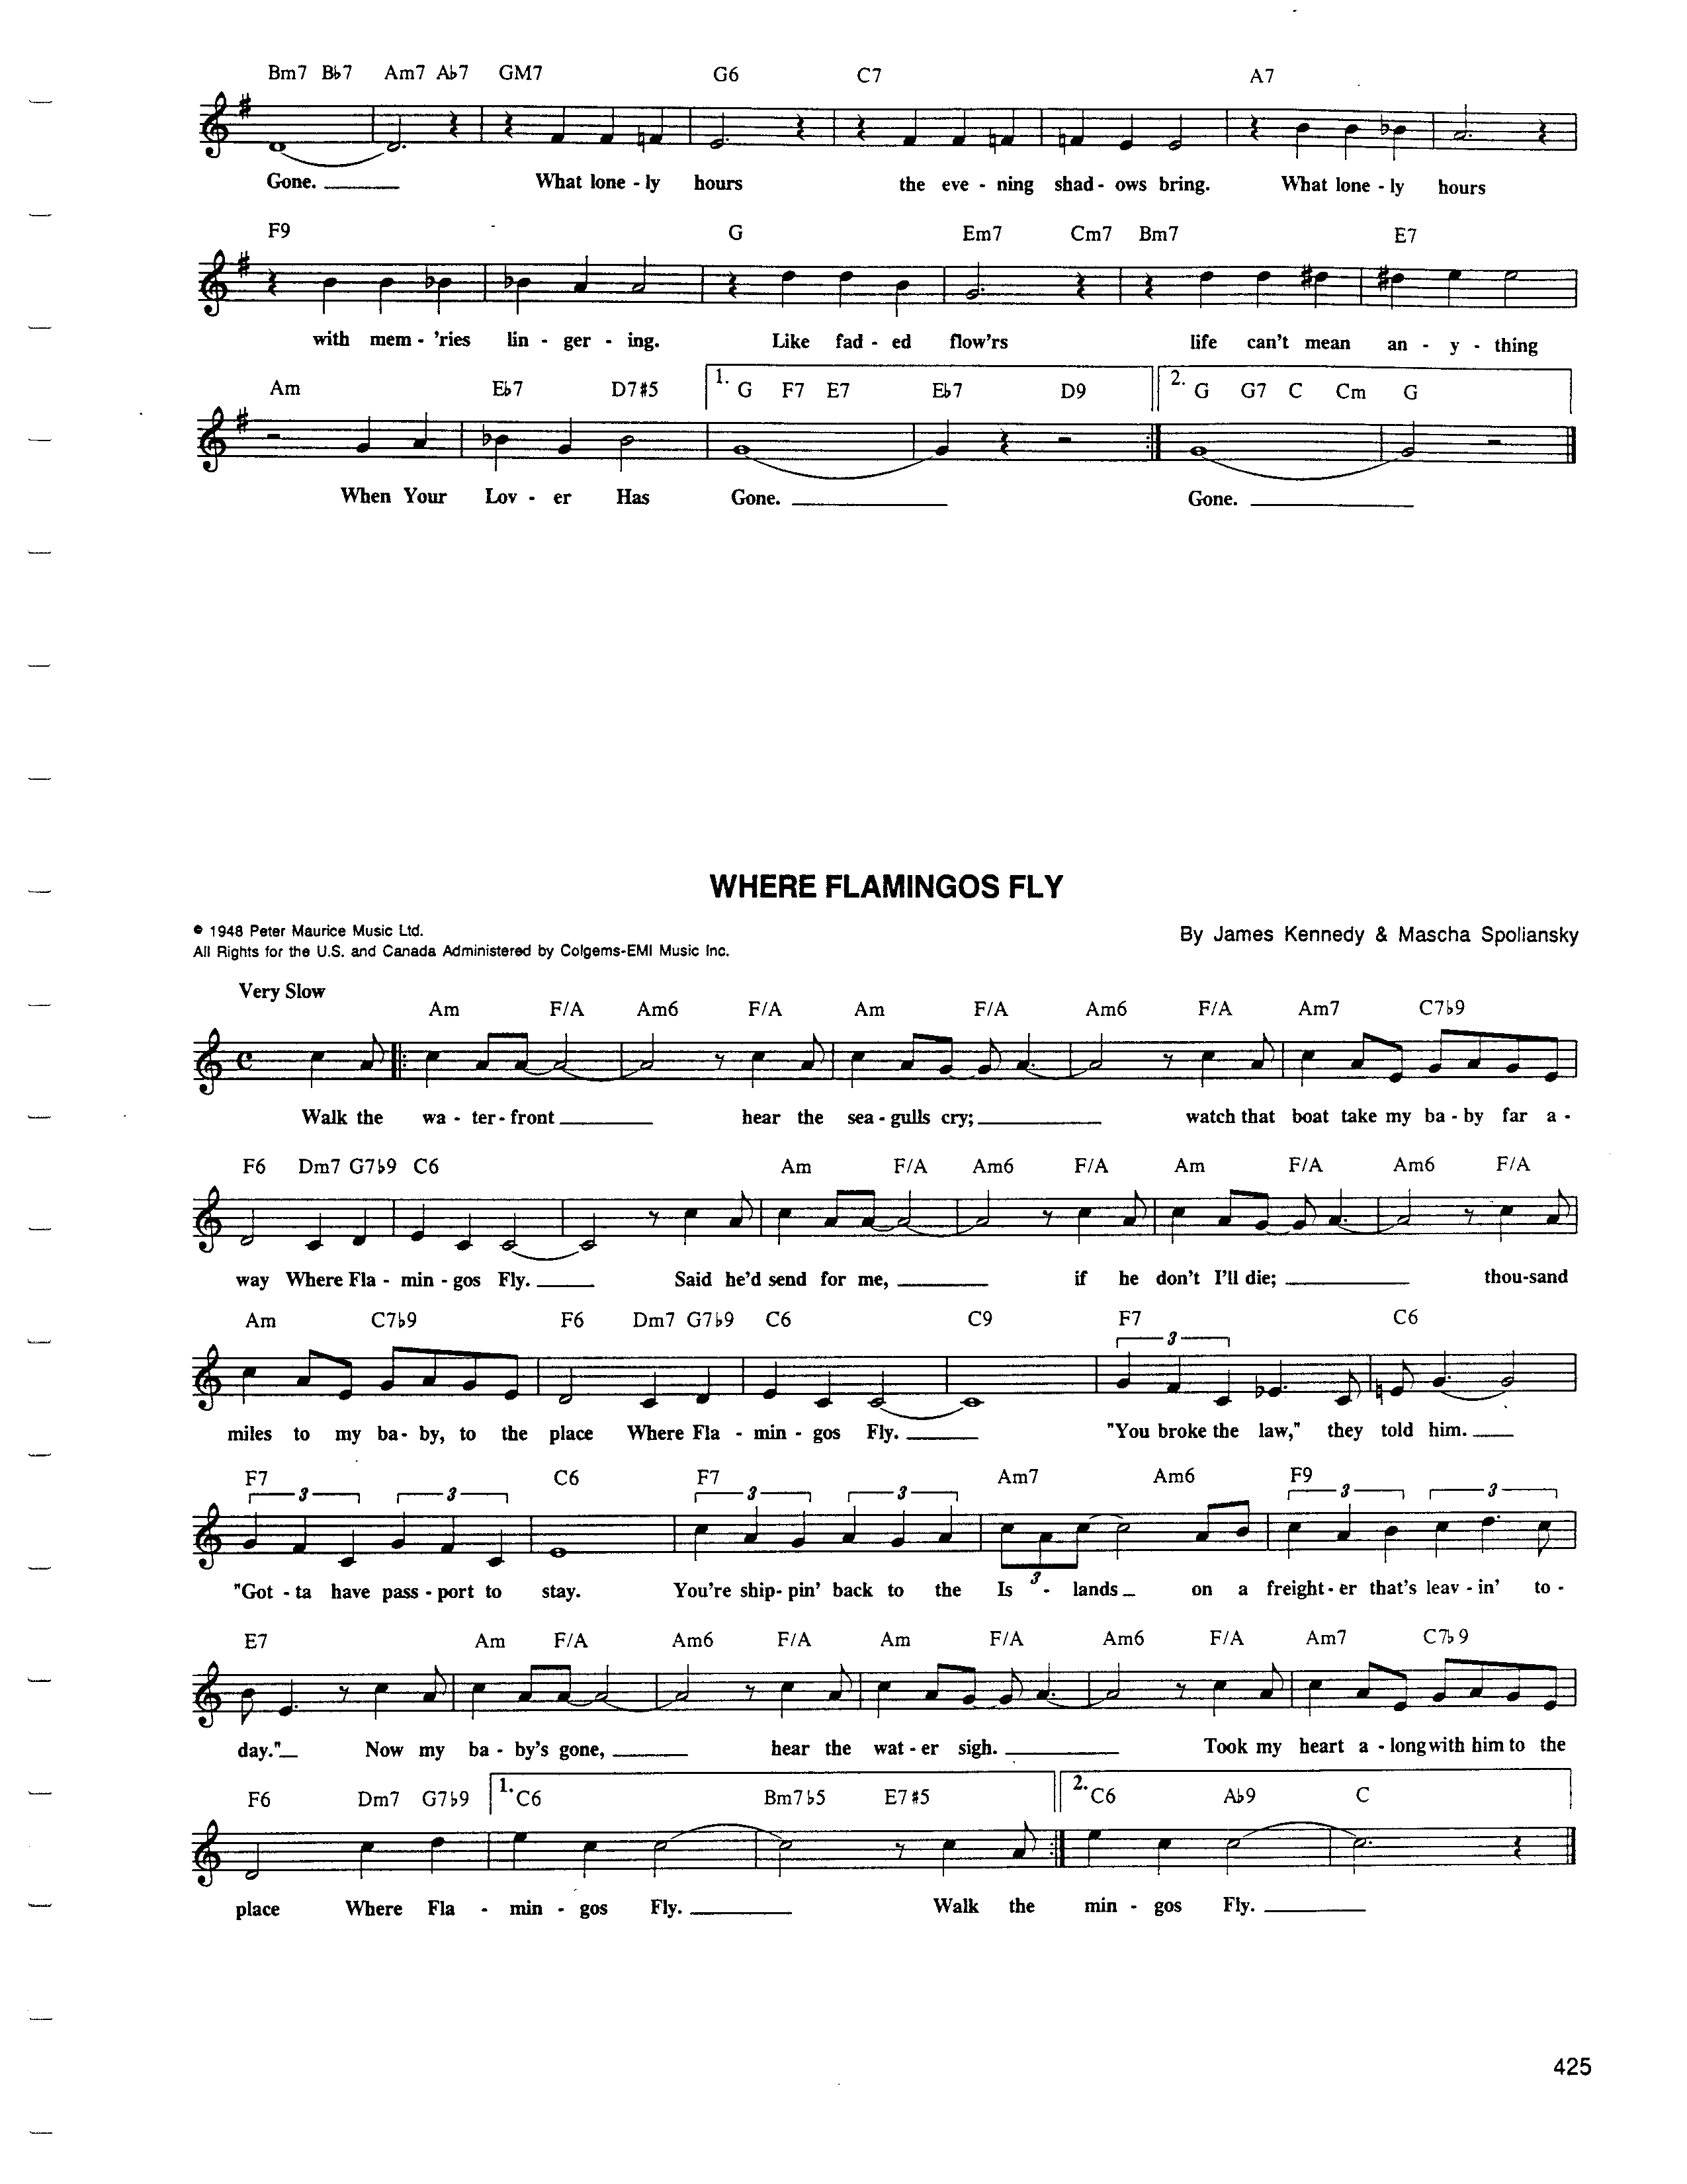 Bm7 B♭7 Am7 A♭7 GM7 G6 C7 A7
Gone. What lone - ly hours the eve - ning shad - ows bring. What lone - ly hours
F9 G Em7 Cm7 Bm7 E7
with mem - 'ries lin - ger - ing. Like fad - ed flow'rs life can't mean an - y - thing
Am E♭7 D7#5 1. G F7 E7 E♭7 D9 2. G G7 C Cm G
When Your Lov - er Has Gone. Gone.
WHERE FLAMINGOS FLY
© 1948 Peter Maurice Music Ltd.
All Rights for the U.S. and Canada Administered by Colgems-EMI Music Inc.
By James Kennedy & Mascha Spoliansky
Very Slow
Am F/A Am6 F/A Am F/A Am6 F/A Am7 C7♭9
Walk the wa - ter - front hear the sea - gulls cry; watch that boat take my ba - by far a -
F6 Dm7 G7♭9 C6 Am F/A Am6 F/A Am F/A Am6 F/A
way Where Fla - min - gos Fly. Said he'd send for me, if he don't I'll die; thou-sand
Am C7♭9 F6 Dm7 G7♭9 C6 C9 F7 C6
3
miles to my ba - by, to the place Where Fla - min - gos Fly. "You broke the law," they told him.
F7 C6 F7 Am7 Am6 F9
3 3 3 3 3 3 3
"Got - ta have pass - port to stay. You're ship- pin' back to the Is - lands on a freight - er that's leav - in' to -
E7 Am F/A Am6 F/A Am F/A Am6 F/A Am7 C7♭9
day." Now my ba - by's gone, hear the wat - er sigh. Took my heart a - long with him to the
F6 Dm7 G7♭9 1. C6 Bm7♭5 E7#5 2. C6 A♭9 C
place Where Fla - min - gos Fly. Walk the min - gos Fly.
425